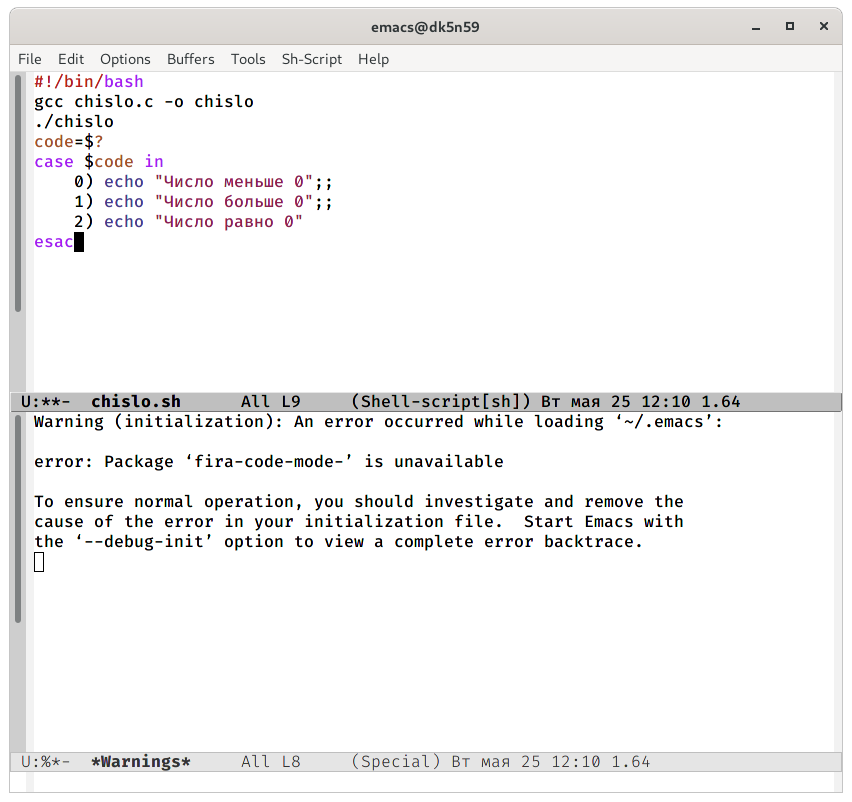 emacs@dk5n59
File Edit Options Buffers Tools Sh-Script Help
#!/bin/bash
gcc chislo.c -o chislo
./chislo
code=$?
case $code in
    0) echo "Число меньше 0";;
    1) echo "Число больше 0";;
    2) echo "Число равно 0"
esac
U:**-  chislo.sh      All L9     (Shell-script[sh]) Вт мая 25 12:10 1.64
Warning (initialization): An error occurred while loading ‘~/.emacs’:
error: Package ‘fira-code-mode-’ is unavailable
To ensure normal operation, you should investigate and remove the
cause of the error in your initialization file.  Start Emacs with
the ‘--debug-init’ option to view a complete error backtrace.
U:%*-  *Warnings*     All L8     (Special) Вт мая 25 12:10 1.64